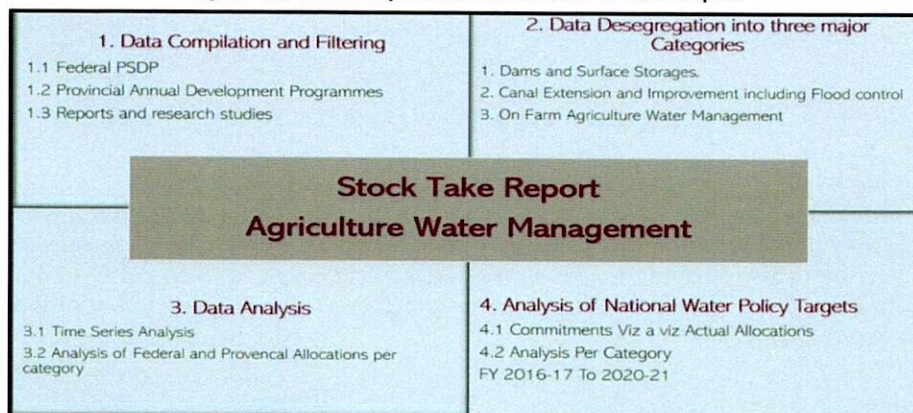 1. Data Compilation and Filtering
1.1 Federal PSDP
1.2 Provincial Annual Development Programmes
1.3 Reports and research studies
2. Data Desegregation into three major
Categories
1. Dams and Surface Storages.
2. Canal Extension and Improvement including Flood control
3. On Farm Agriculture Water Management
Stock Take Report
Agriculture Water Management
3. Data Analysis
3.1 Time Series Analysis
3.2 Analysis of Federal and Provencal Allocations per
category
4. Analysis of National Water Policy Targets
4.1 Commitments Viz a viz Actual Allocations
4.2 Analysis Per Category
FY 2016-17 To 2020-21